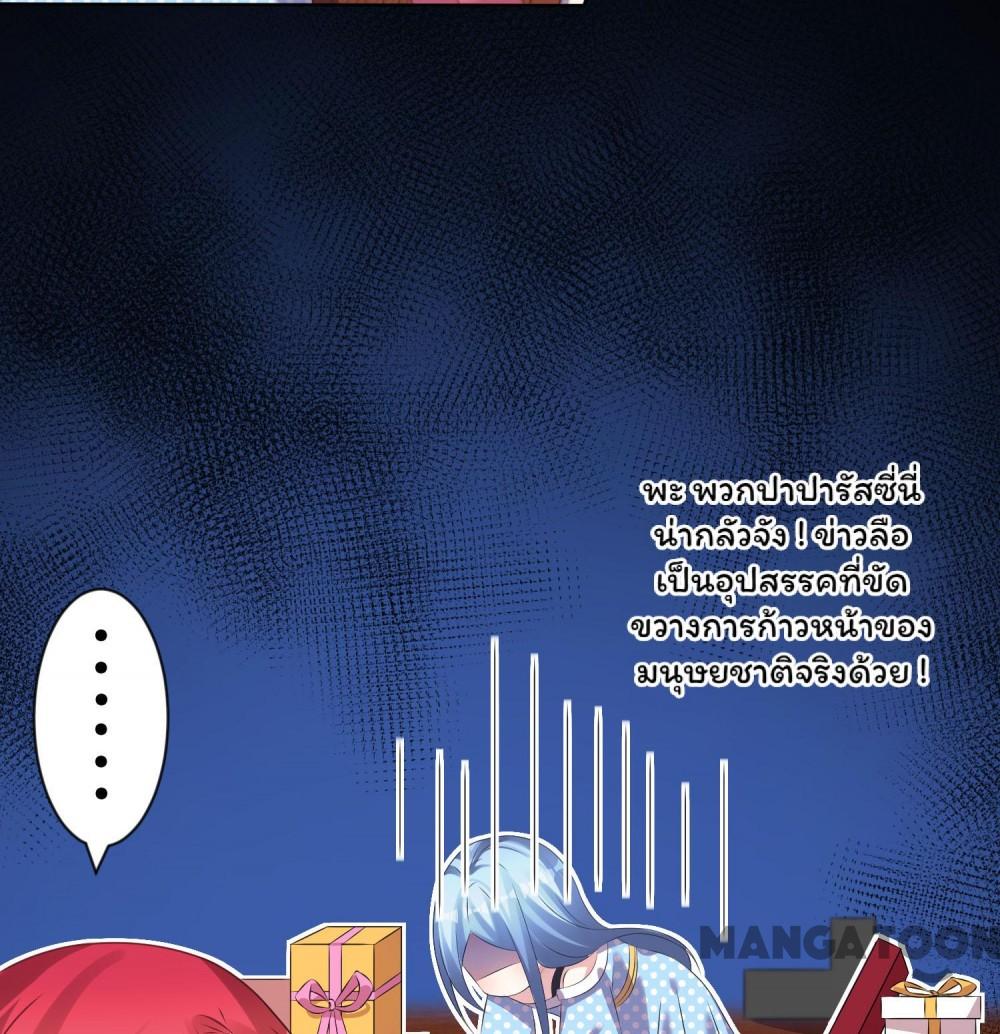 พะ พวกปาปารัสซี่นี่
น่ากลัวจัง ! ข่าวลือ
เป็นอุปสรรคที่ขัด
ขวางการก้าวหน้าของ
มนุษยชาติจริงด้วย !
......
MANGATOON